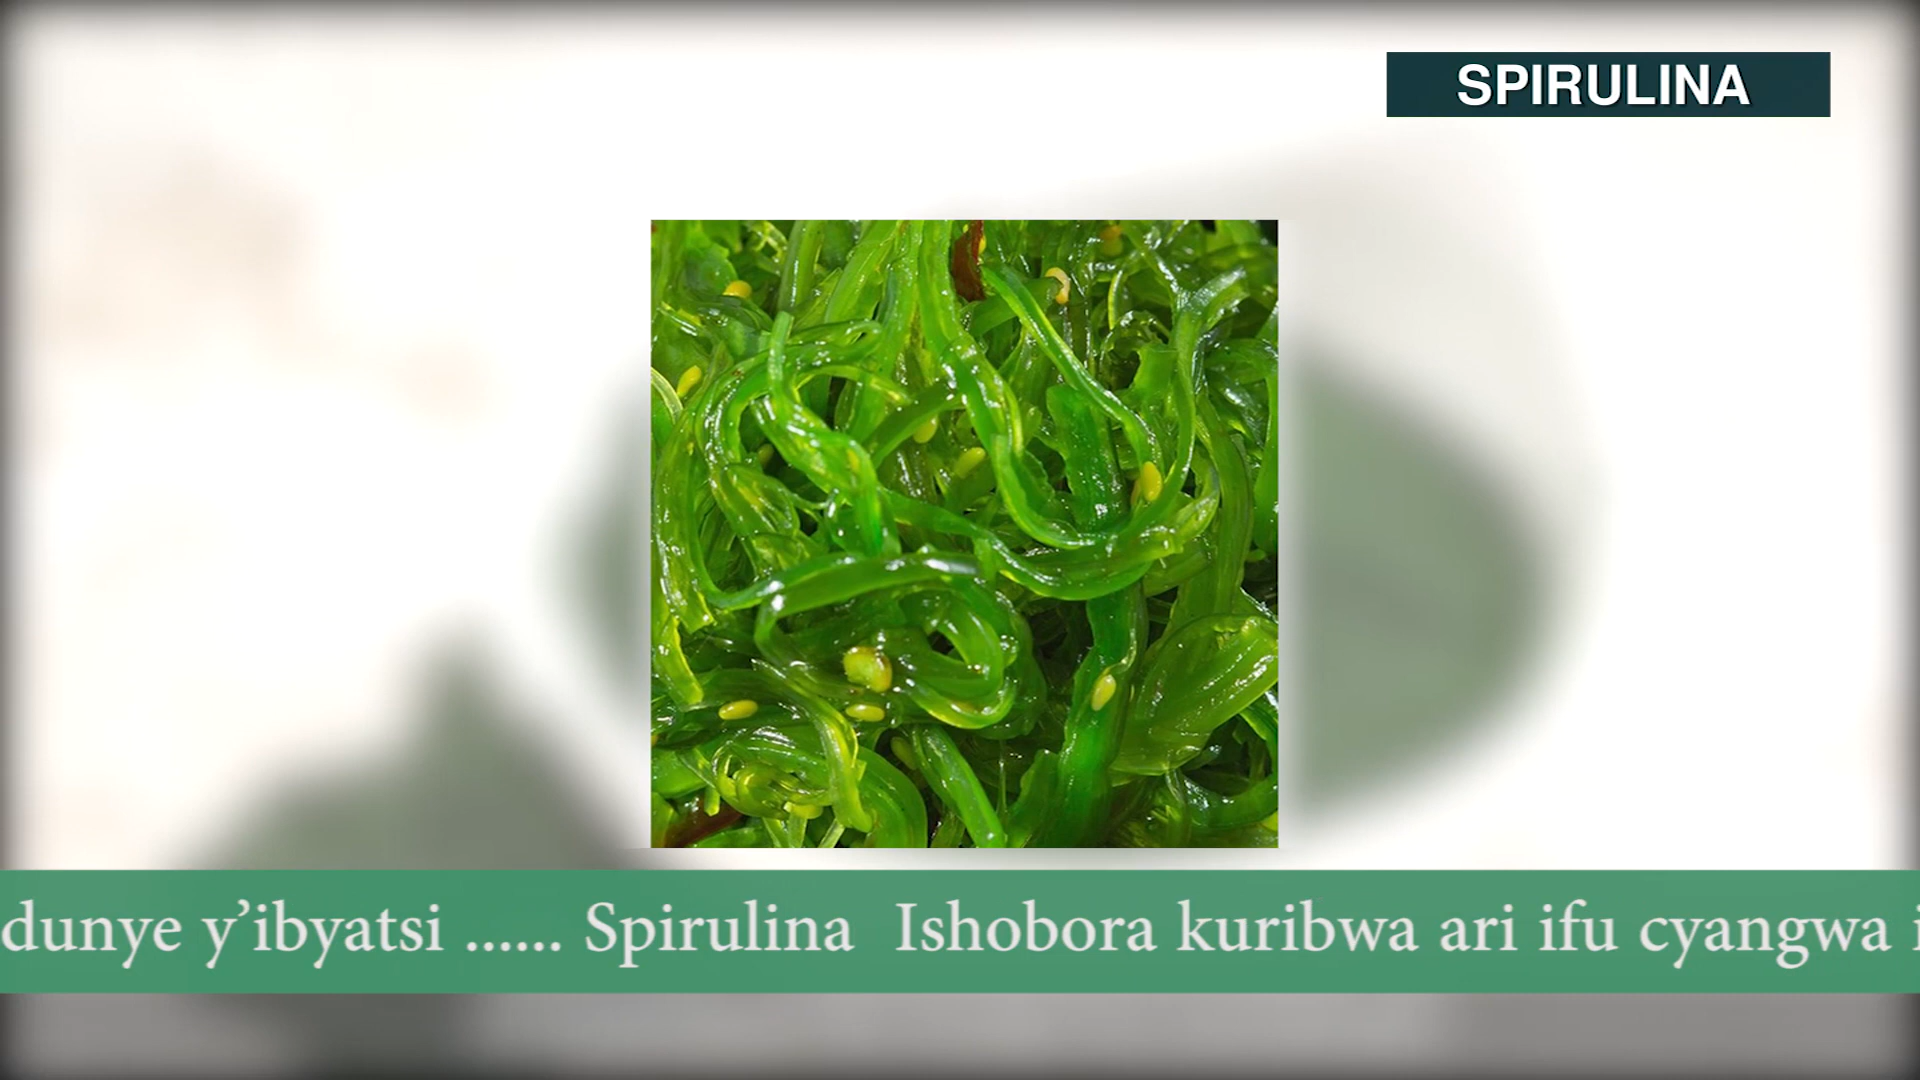 SPIRULINA
dunye y’ibyatsi ...... Spirulina Ishobora kuribwa ari ifu cyangwa